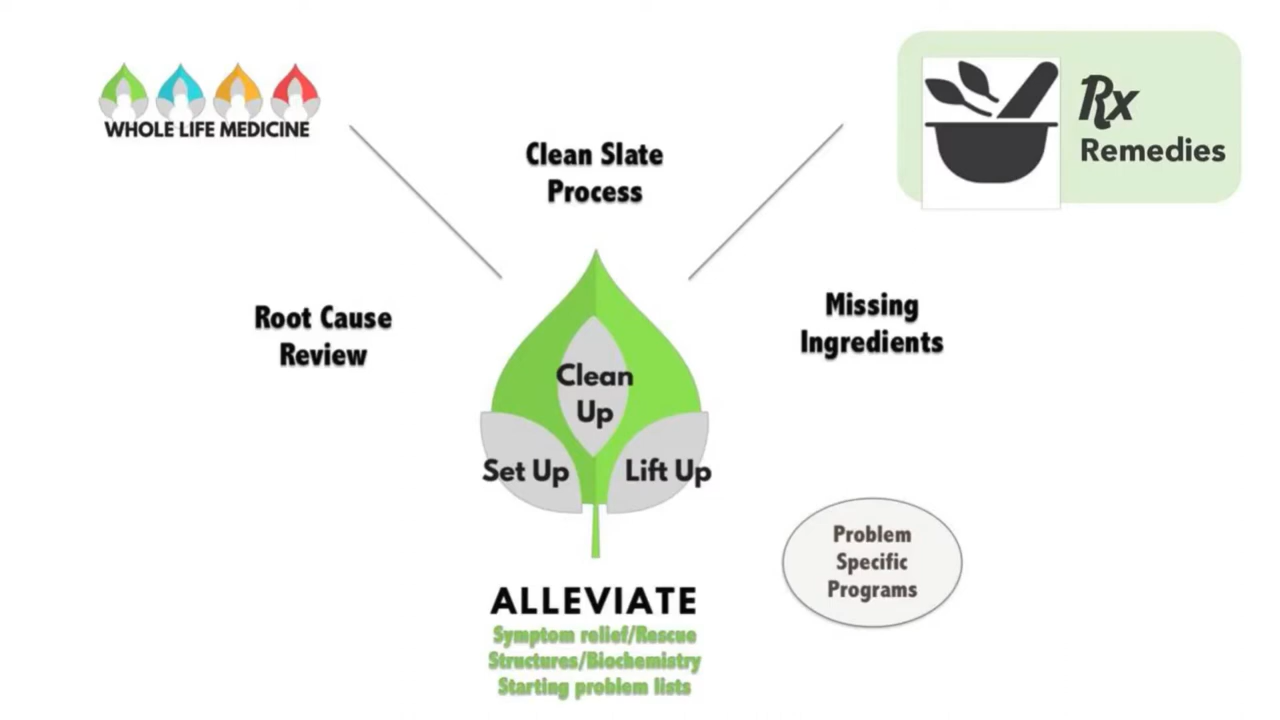 WHOLE LIFE MEDICINE
Rx
Remedies
Clean Slate
Process
Root Cause
Review
Missing
Ingredients
Clean
Up
Set Up
Lift Up
Problem
Specific
Programs
ALLEVIATE
Symptom relief/Rescue
Structures/Biochemistry
Starting problem lists